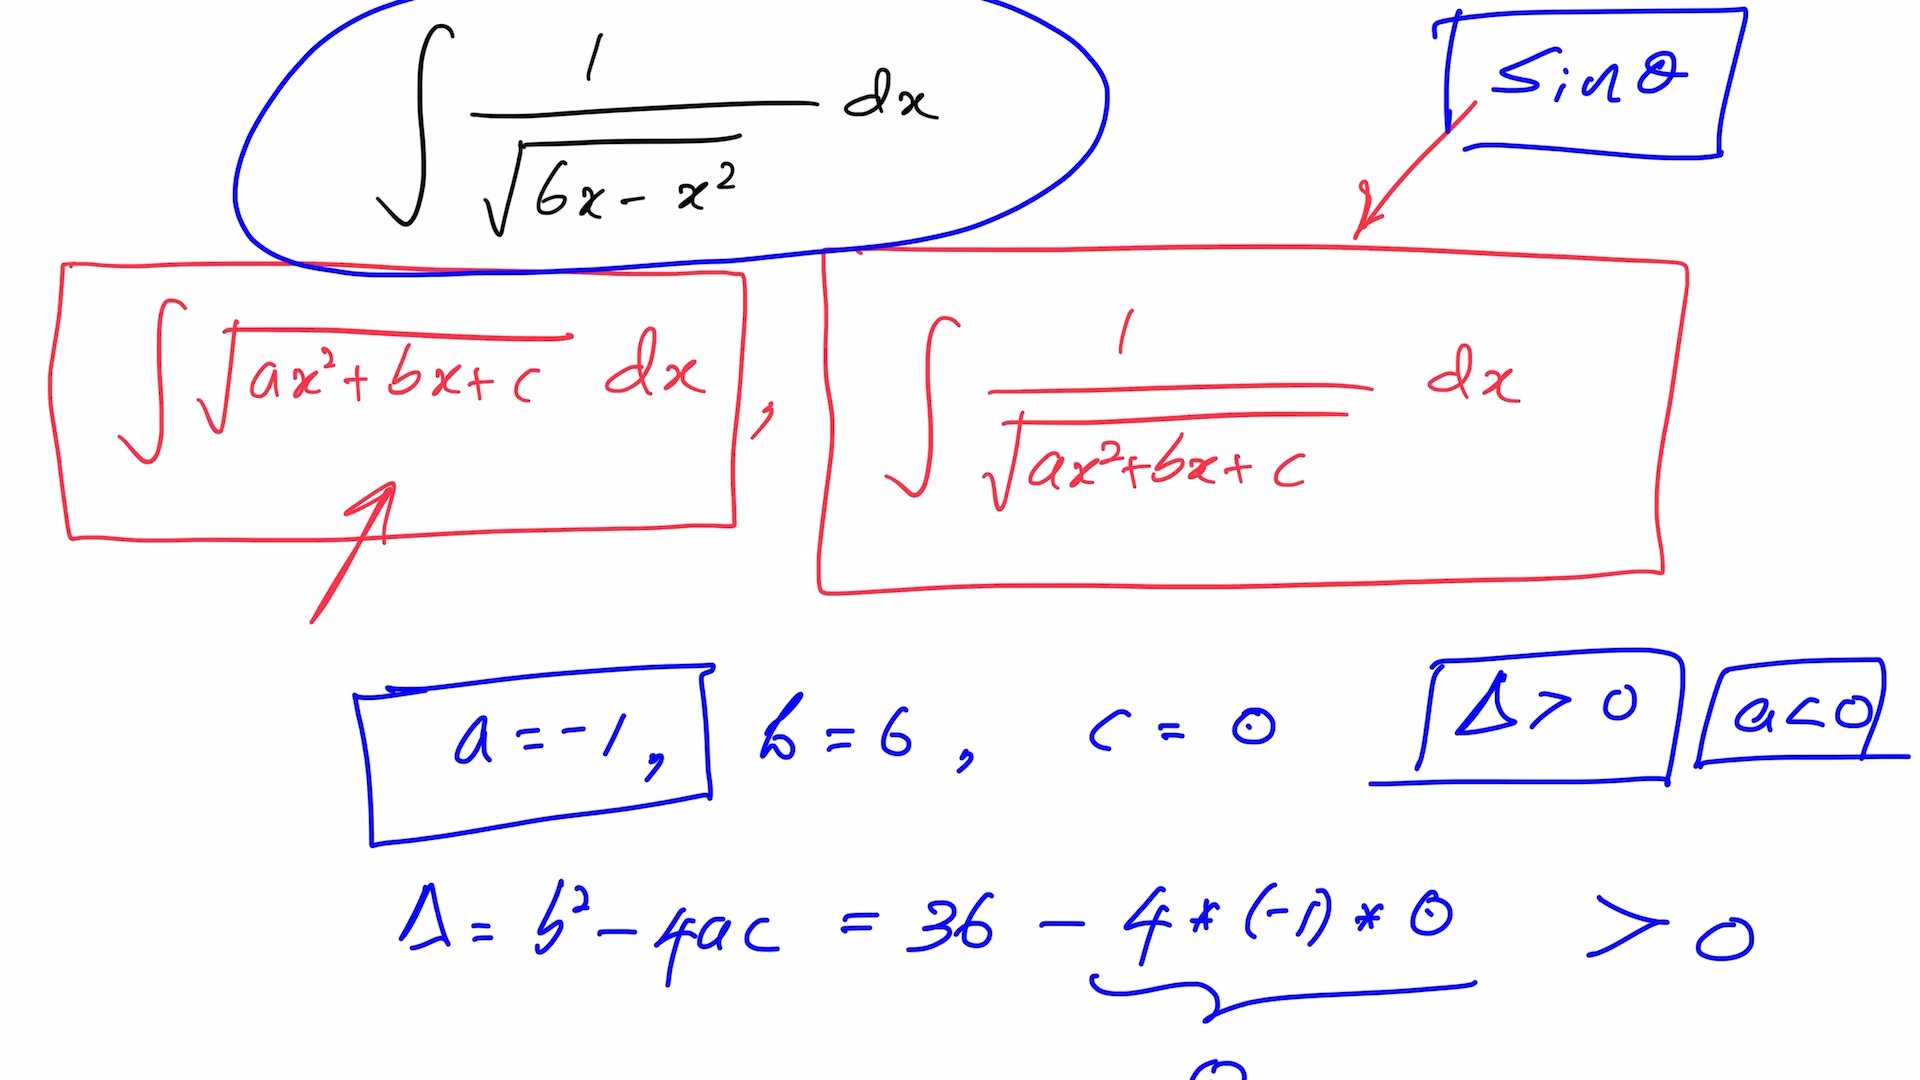 ∫ 1/√(6x - x²) dx
sin θ
∫ √(ax² + bx + c) dx , ∫ 1/√(ax² + bx + c) dx
a = -1 , b = 6 , c = 0
Δ > 0
a < 0
Δ = b² - 4ac = 36 - 4 * (-1) * 0 > 0